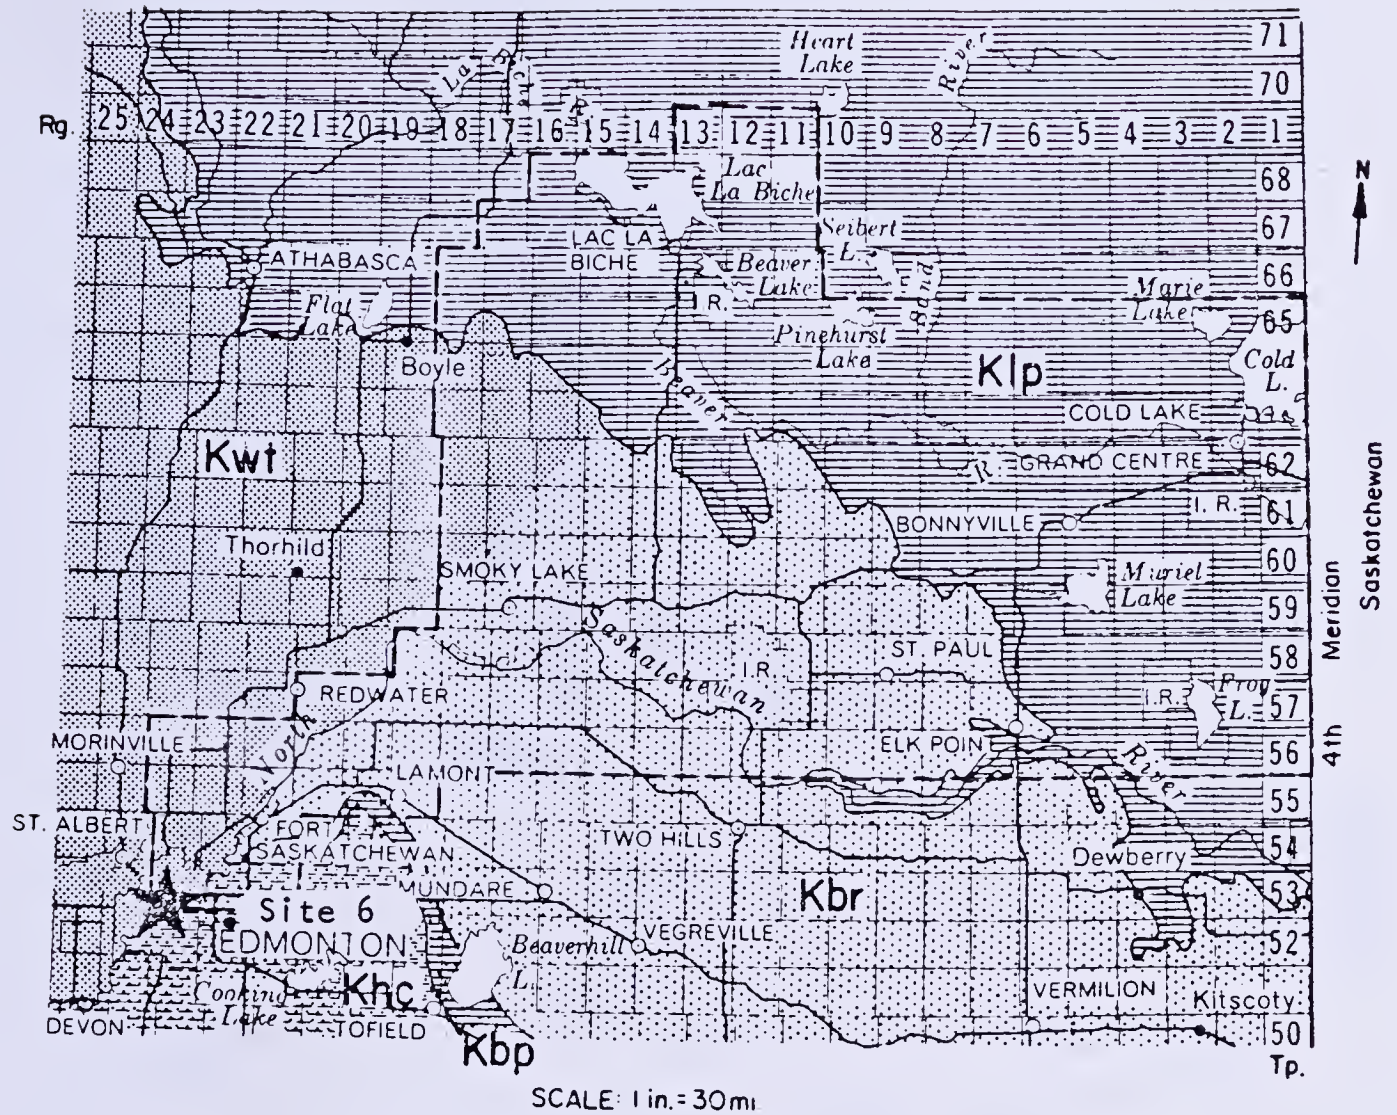 71
Heart
Lake
River
La
Biche
R.
70
Rg. 25 24 23 22 21 20 19 18 17 16 15 14 13 12 11 10 9 8 7 6 5 4 3 2 1
N
68
Lac
La Biche
67
Seibert
L.
LAC LA
BICHE
ATHABASCA
Beaver
Lake
66
I.R.
Sand
Marie
Lake
Flat
Lake
65
Pinehurst
Lake
Boyle
Klp
Cold
L.
Beaver
COLD LAKE
Kwt
R.
GRAND CENTRE
62
I. R.
61
BONNYVILLE
Thorhild
60
SMOKY LAKE
Muriel
Lake
59
Saskatchewan
ST. PAUL
58
I.R.
REDWATER
I.R.
Frog
L.
57
North
MORINVILLE
ELK POINT
56
River
LAMONT
55
ST. ALBERT
FORT
SASKATCHEWAN
TWO HILLS
54
Dewberry
MUNDARE
Kbr
53
Site 6
EDMONTON
VEGREVILLE
52
Beaverhill
L.
Khc
Cooking
Lake
VERMILION
Kitscoty
DEVON
TOFIELD
50
Kbp
Tp.
4th Meridian
Saskatchewan
SCALE: 1 in. = 30 mi.